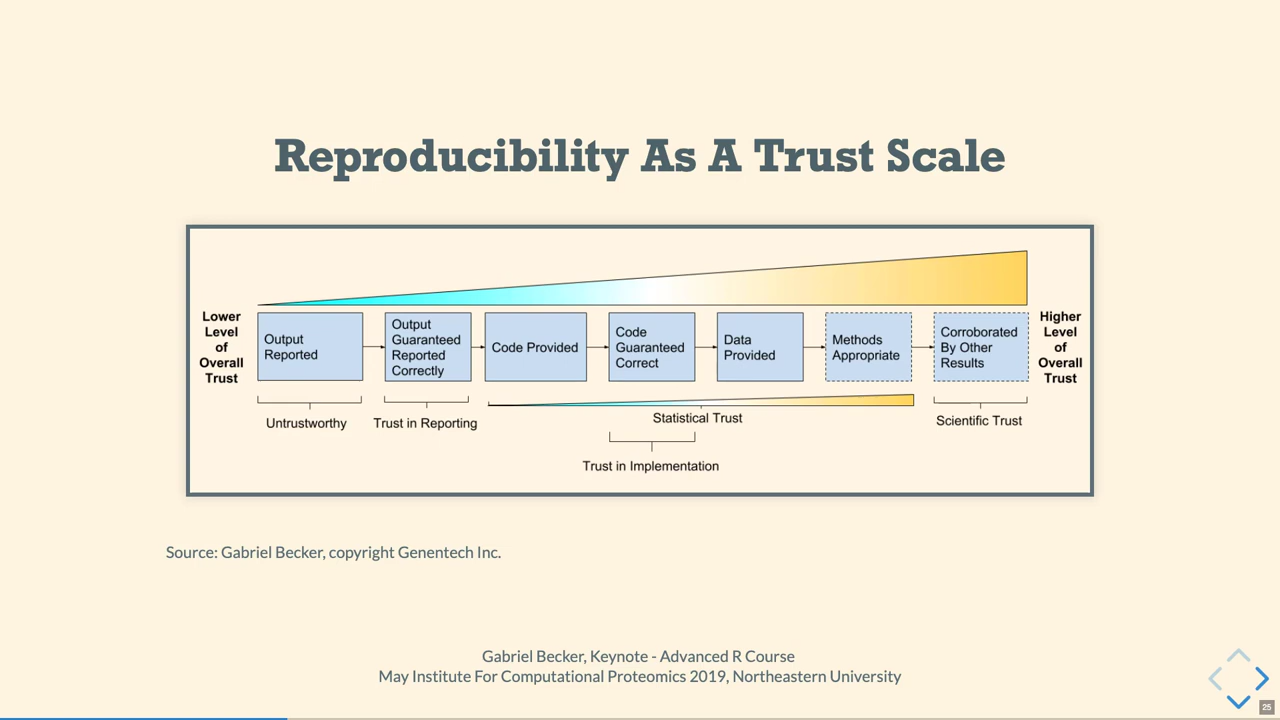 Reproducibility As A Trust Scale
Lower
Level
of
Overall
Trust
Output
Reported
Output
Guaranteed
Reported
Correctly
Code Provided
Code
Guaranteed
Correct
Data
Provided
Methods
Appropriate
Corroborated
By Other
Results
Higher
Level
of
Overall
Trust
Untrustworthy
Trust in Reporting
Statistical Trust
Scientific Trust
Trust in Implementation
Source: Gabriel Becker, copyright Genentech Inc.
Gabriel Becker, Keynote - Advanced R Course
May Institute For Computational Proteomics 2019, Northeastern University
25